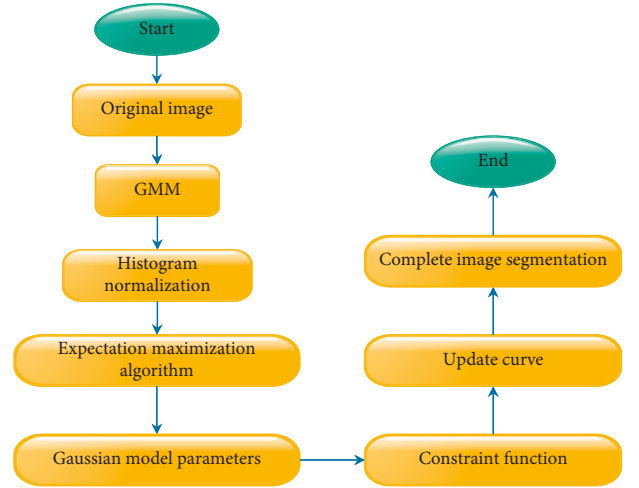 Start
Original image
GMM
Histogram
normalization
Expectation maximization
algorithm
Gaussian model parameters
Constraint function
Update curve
Complete image segmentation
End